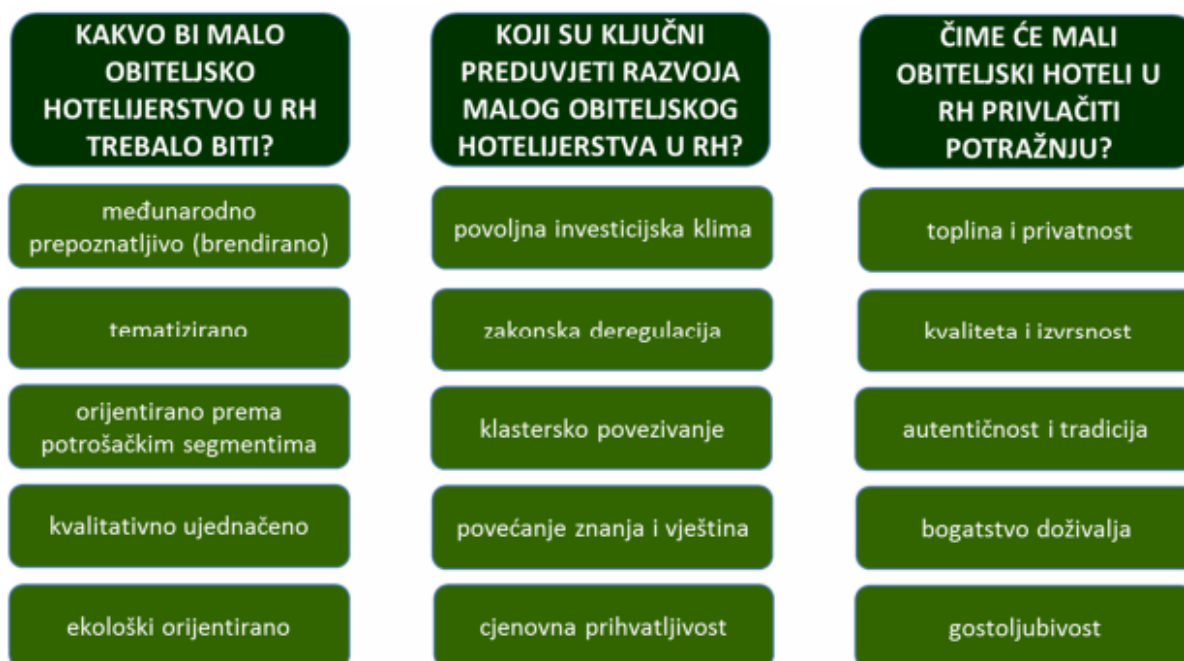 KAKVO BI MALO
OBITELJSKO
HOTELIJERSTVO U RH
TREBALO BITI?
međunarodno
prepoznatljivo (brendirano)
tematizirano
orijentirano prema
potrošačkim segmentima
kvalitativno ujednačeno
ekološki orijentirano
KOJI SU KLJUČNI
PREDUVJETI RAZVOJA
MALOG OBITELJSKOG
HOTELIJERSTVA U RH?
povoljna investicijska klima
zakonska deregulacija
klastersko povezivanje
povećanje znanja i vještina
cjenovna prihvatljivost
ČIME ĆE MALI
OBITELJSKI HOTELI U
RH PRIVLAČITI
POTRAŽNJU?
toplina i privatnost
kvaliteta i izvrsnost
autentičnost i tradicija
bogatstvo doživalja
gostoljubivost